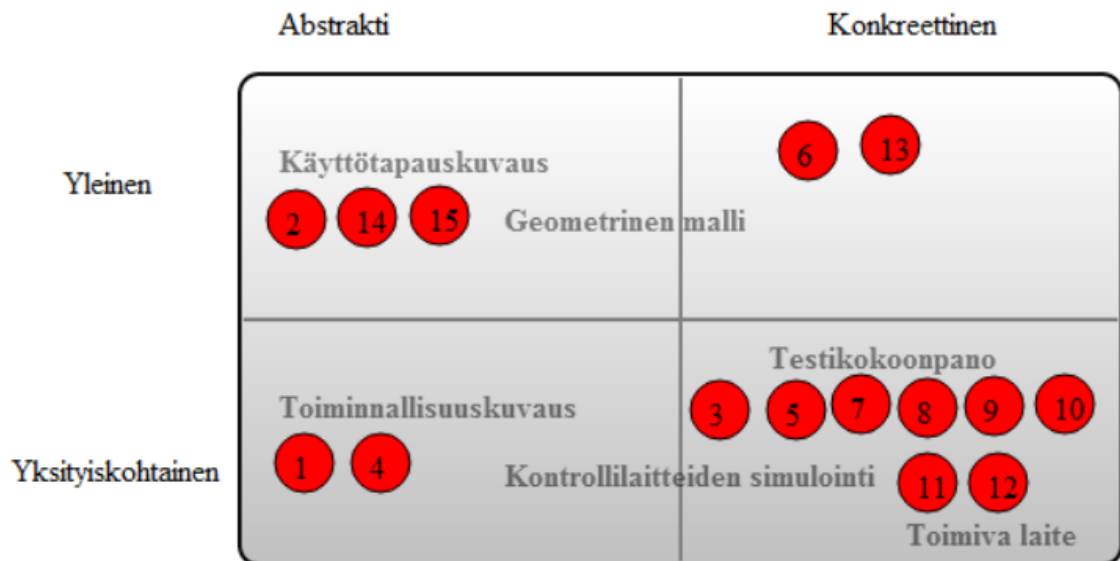 Abstrakti Konkreettinen
Yleinen
Käyttötapauskuvaus
6 13
2 14 15 Geometrinen malli
Testikokoonpano
Toiminnallisuuskuvaus
3 5 7 8 9 10
Yksityiskohtainen
1 4
Kontrollilaitteiden simulointi 11 12
Toimiva laite